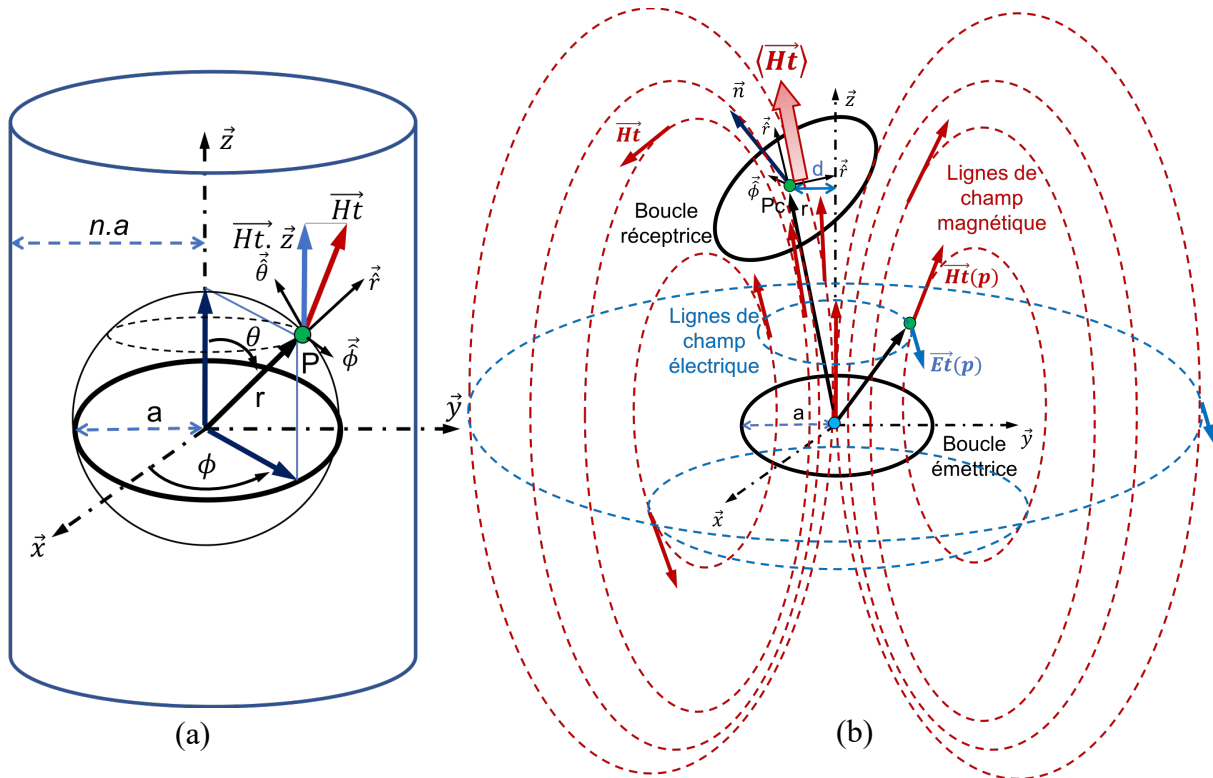 z⃗
n.a
Ht⃗
Ht⃗. z⃗
θ̂⃗
r̂⃗
θ
P
ϕ̂⃗
r
a
y⃗
ϕ
x⃗
(a)
⟨Ht⃗⟩
n⃗
z⃗
Ht⃗
r̂⃗
d
r̂⃗
ϕ̂⃗
Pc
r
Boucle
réceptrice
Lignes de
champ
magnétique
Ht⃗(p)
Lignes de
champ
électrique
Et⃗(p)
a
y⃗
Boucle
émettrice
x⃗
(b)